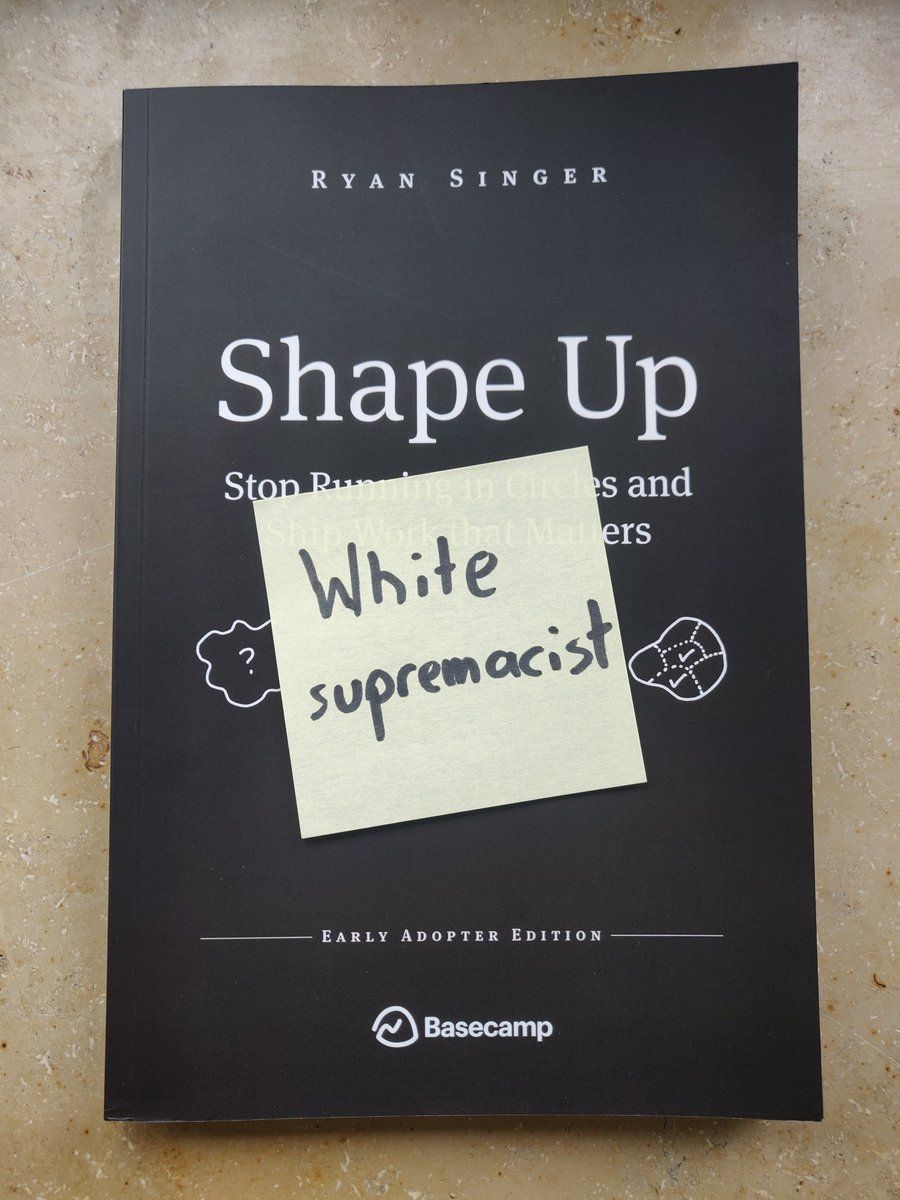 RYAN SINGER
Shape Up
Stop Running in Circles and
Ship Work that Matters
White
supremacist
?
EARLY ADOPTER EDITION
Basecamp